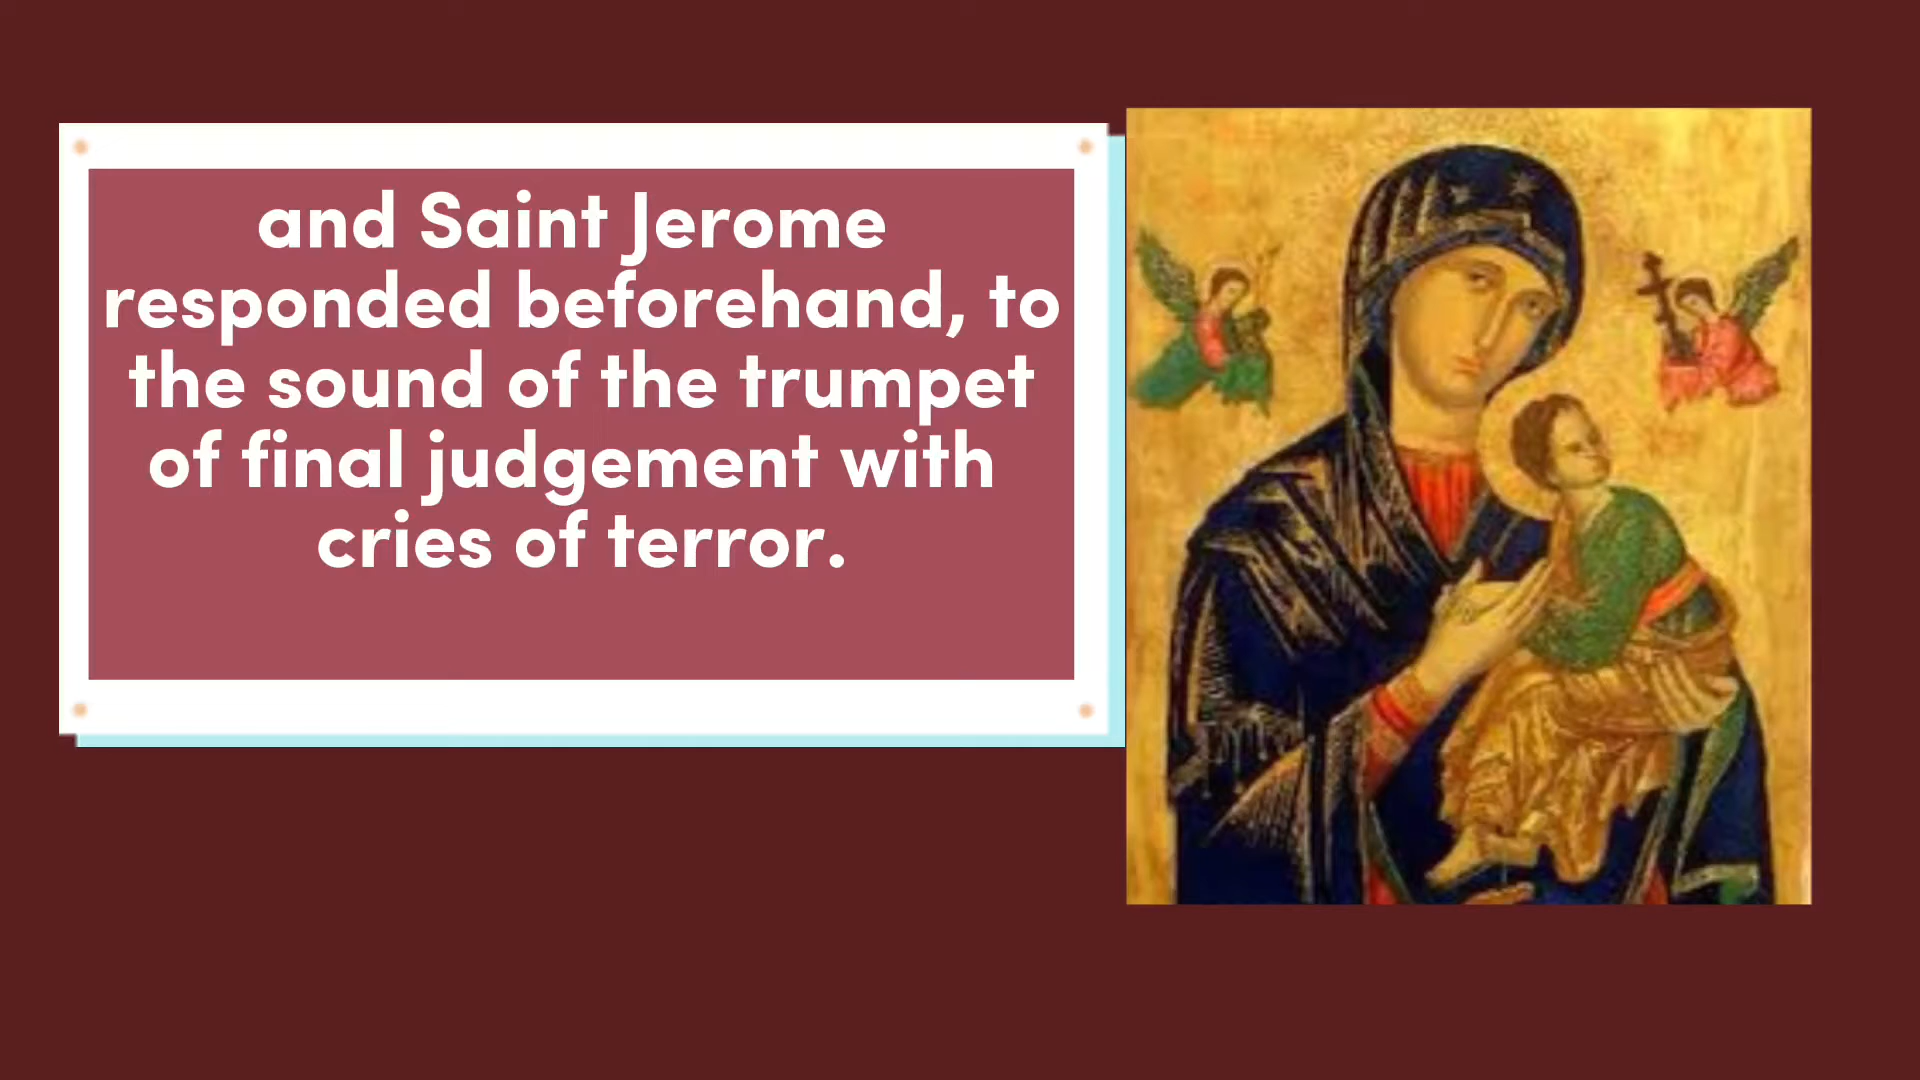 and Saint Jerome
responded beforehand, to
the sound of the trumpet
of final judgement with
cries of terror.